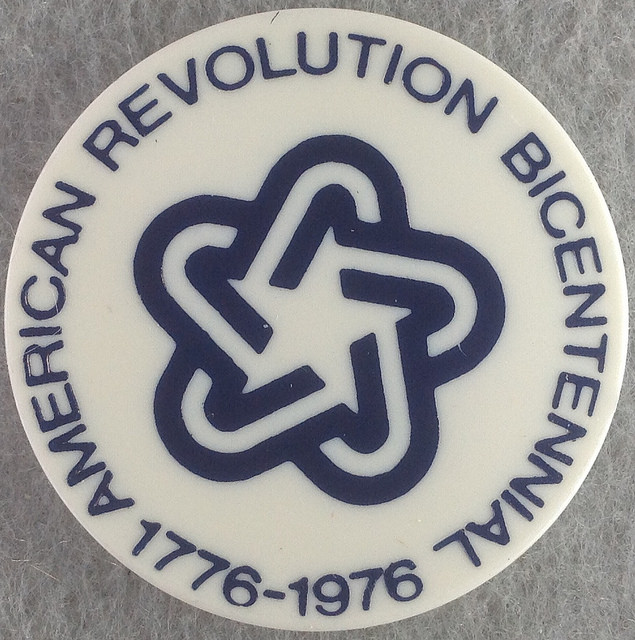 AMERICAN REVOLUTION BICENTENNIAL
1776-1976